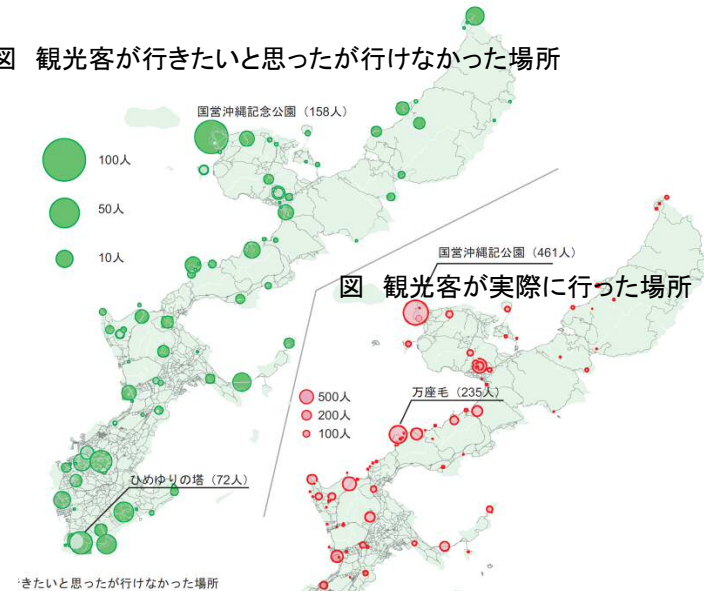 図 観光客が行きたいと思ったが行けなかった場所
国営沖縄記念公園（158人）
100人
50人
10人
国営沖縄記公園（461人）
図 観光客が実際に行った場所
万座毛（235人）
500人
200人
100人
ひめゆりの塔（72人）
きたいと思ったが行けなかった場所